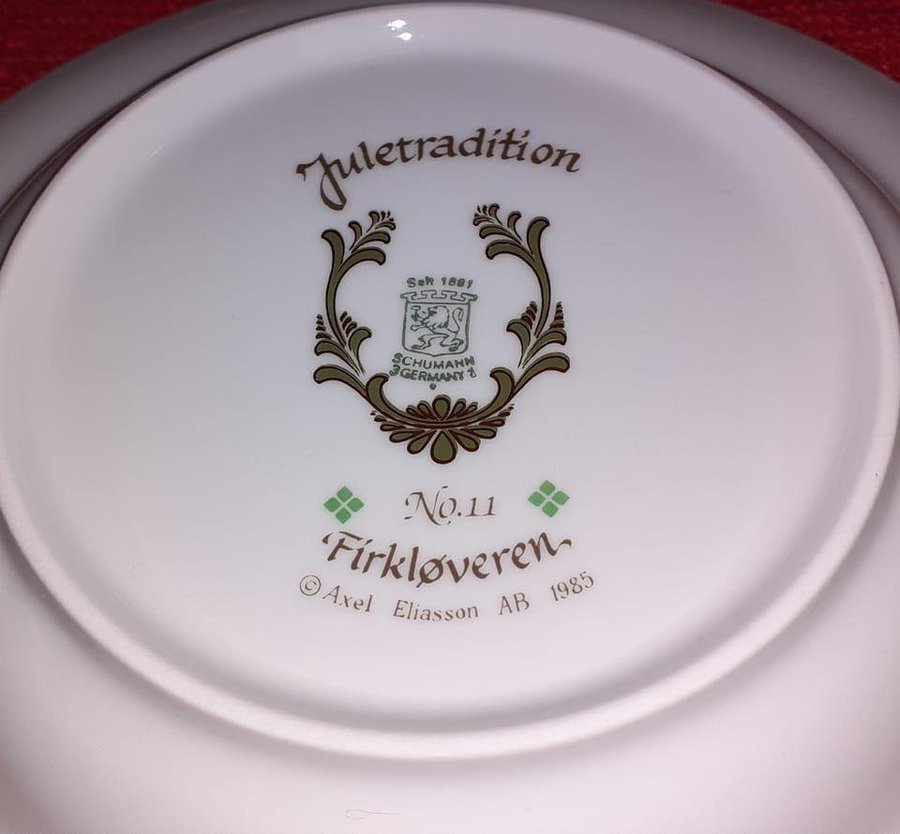 Juletradition
Seit 1881
SCHUMANN
GERMANY
No. 11
Firkløveren
© Axel Eliasson AB 1985